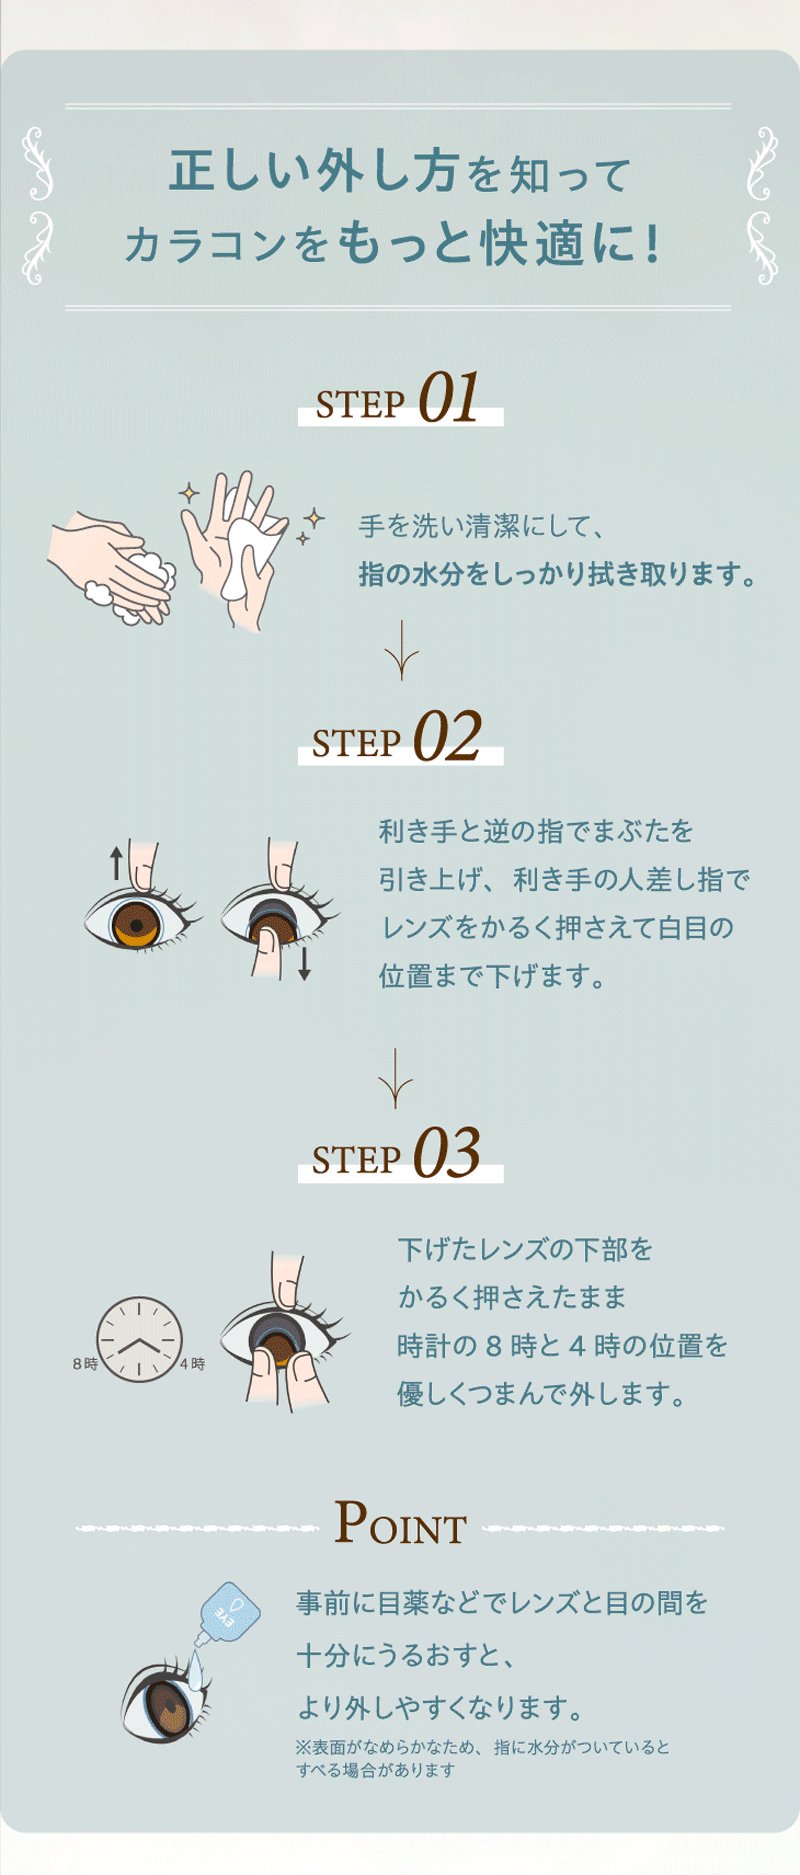 正しい外し方を知って
カラコンをもっと快適に！
STEP 01
手を洗い清潔にして、
指の水分をしっかり拭き取ります。
STEP 02
利き手と逆の指でまぶたを
引き上げ、利き手の人差し指で
レンズをかるく押さえて白目の
位置まで下げます。
STEP 03
下げたレンズの下部を
かるく押さえたまま
時計の8時と4時の位置を
優しくつまんで外します。
8時
4時
POINT
EYE
事前に目薬などでレンズと目の間を
十分にうるおすと、
より外しやすくなります。
※表面がなめらかなため、指に水分がついていると
すべる場合があります